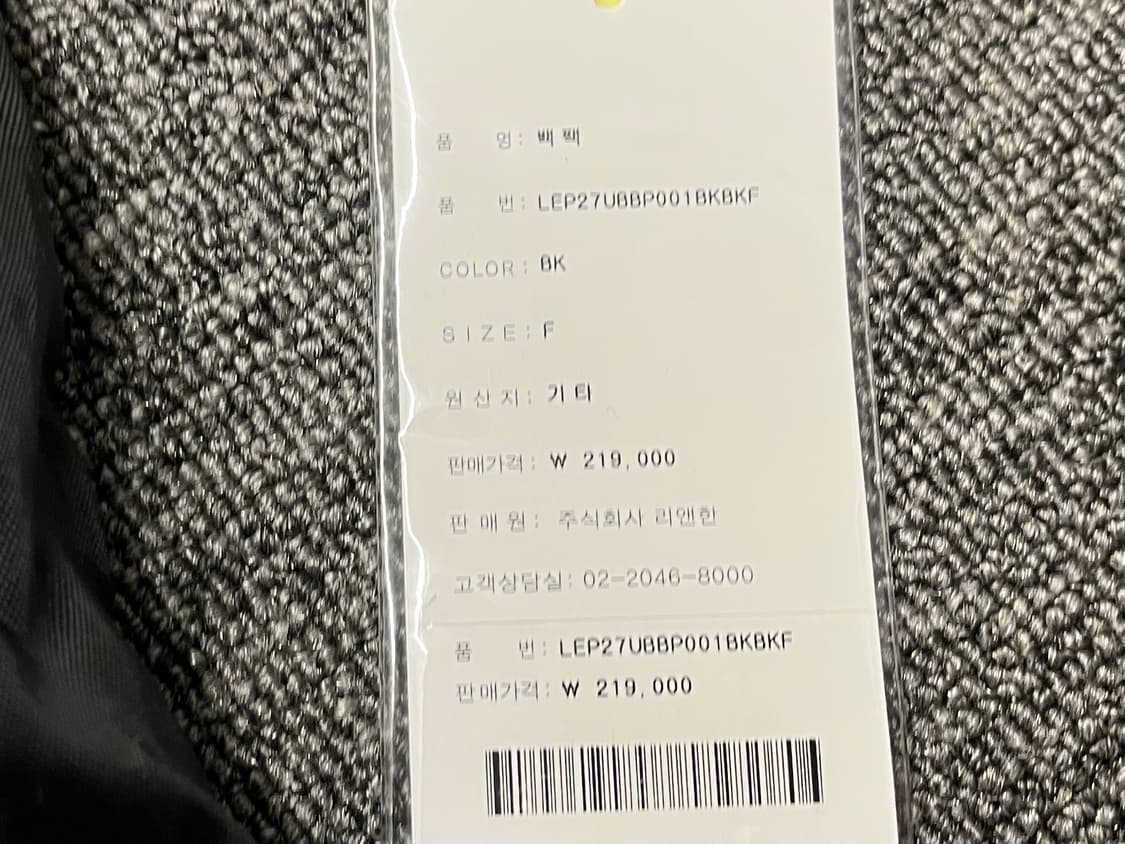 품 명: 백팩
품 번: LEP27UBBP001BKBKF
COLOR: BK
SIZE: F
원산지: 기타
판매가격: ₩ 219,000
판매원: 주식회사 리앤한
고객상담실: 02-2046-8000
품 번: LEP27UBBP001BKBKF
판매가격: ₩ 219,000